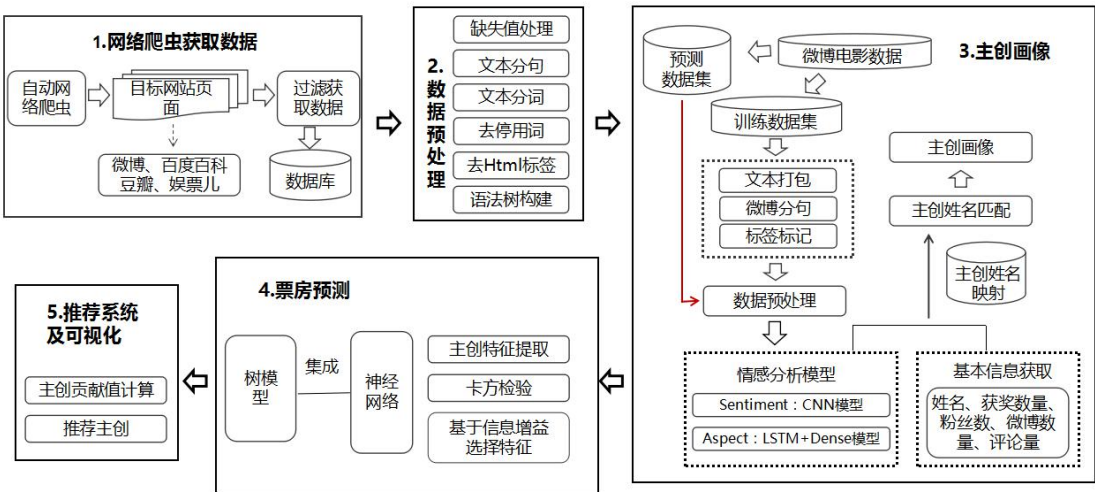 1.网络爬虫获取数据
自动网
络爬虫
目标网站页
面
过滤获
取数据
微博、百度百科
豆瓣、娱票儿
数据库
2.数据预处理
缺失值处理
文本分句
文本分词
去停用词
去Html标签
语法树构建
3.主创画像
预测
数据集
微博电影数据
训练数据集
文本打包
微博分句
标签标记
数据预处理
主创画像
主创姓名匹配
主创姓名
映射
情感分析模型
Sentiment：CNN模型
Aspect：LSTM+Dense模型
基本信息获取
姓名、获奖数量、
粉丝数、微博数
量、评论量
4.票房预测
树模
型
集成
神经
网络
主创特征提取
卡方检验
基于信息增益
选择特征
5.推荐系统
及可视化
主创贡献值计算
推荐主创